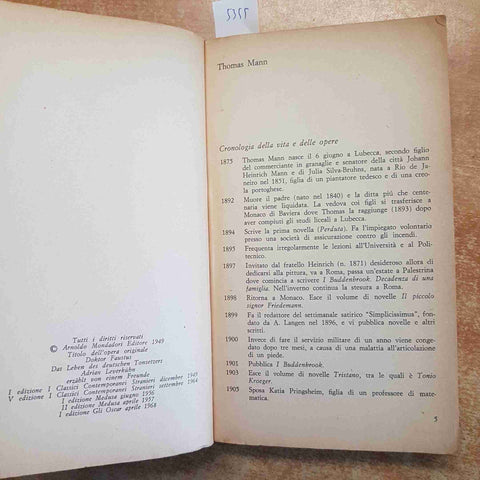 5355
Tutti i diritti riservati
© Arnoldo Mondadori Editore 1949
Titolo dell'opera originale
Doktor Faustus
Das Leben des deutschen Tonsetzers
Adrian Leverkühn
erzählt von einem Freunde
I edizione I Classici Contemporanei Stranieri dicembre 1949
V edizione I Classici Contemporanei Stranieri settembre 1964
I edizione Medusa giugno 1956
II edizione Medusa aprile 1957
I edizione Gli Oscar aprile 1968
Thomas Mann
Cronologia della vita e delle opere
1875 Thomas Mann nasce il 6 giugno a Lubecca, secondo figlio
del commerciante in granaglie e senatore della città Johann
Heinrich Mann e di Julia Silva-Bruhns, nata a Rio de Ja-
neiro nel 1851, figlia di un piantatore tedesco e di una creo-
la portoghese.
1892 Muore il padre (nato nel 1840) e la ditta più che cente-
naria viene liquidata. La vedova coi figli si trasferisce a
Monaco di Baviera dove Thomas la raggiunge (1893) dopo
aver compiuti gli studi liceali a Lubecca.
1894 Scrive la prima novella (Perduta). Fa l'impiegato volontario
presso una società di assicurazione contro gli incendi.
1895 Frequenta irregolarmente le lezioni all'Università e al Poli-
tecnico.
1897 Invitato dal fratello Heinrich (n. 1871) desideroso allora di
dedicarsi alla pittura, va a Roma, passa un'estate a Palestrina
dove comincia a scrivere I Buddenbrook. Decadenza di una
famiglia. Nell'inverno continua la stesura a Roma.
1898 Ritorna a Monaco. Esce il volume di novelle Il piccolo
signor Friedemann.
1899 Fa il redattore del settimanale satirico "Simplicissimus", fon-
dato da A. Langen nel 1896, e vi pubblica novelle e altri
scritti.
1900 Invece di fare il servizio militare di un anno viene conge-
dato dopo tre mesi, a causa di una malattia all'articolazione
di un piede.
1901 Pubblica I Buddenbrook.
1903 Esce il volume di novelle Tristano, tra le quali è Tonio
Kroeger.
1905 Sposa Katia Pringsheim, figlia di un professore di mate-
matica.
5